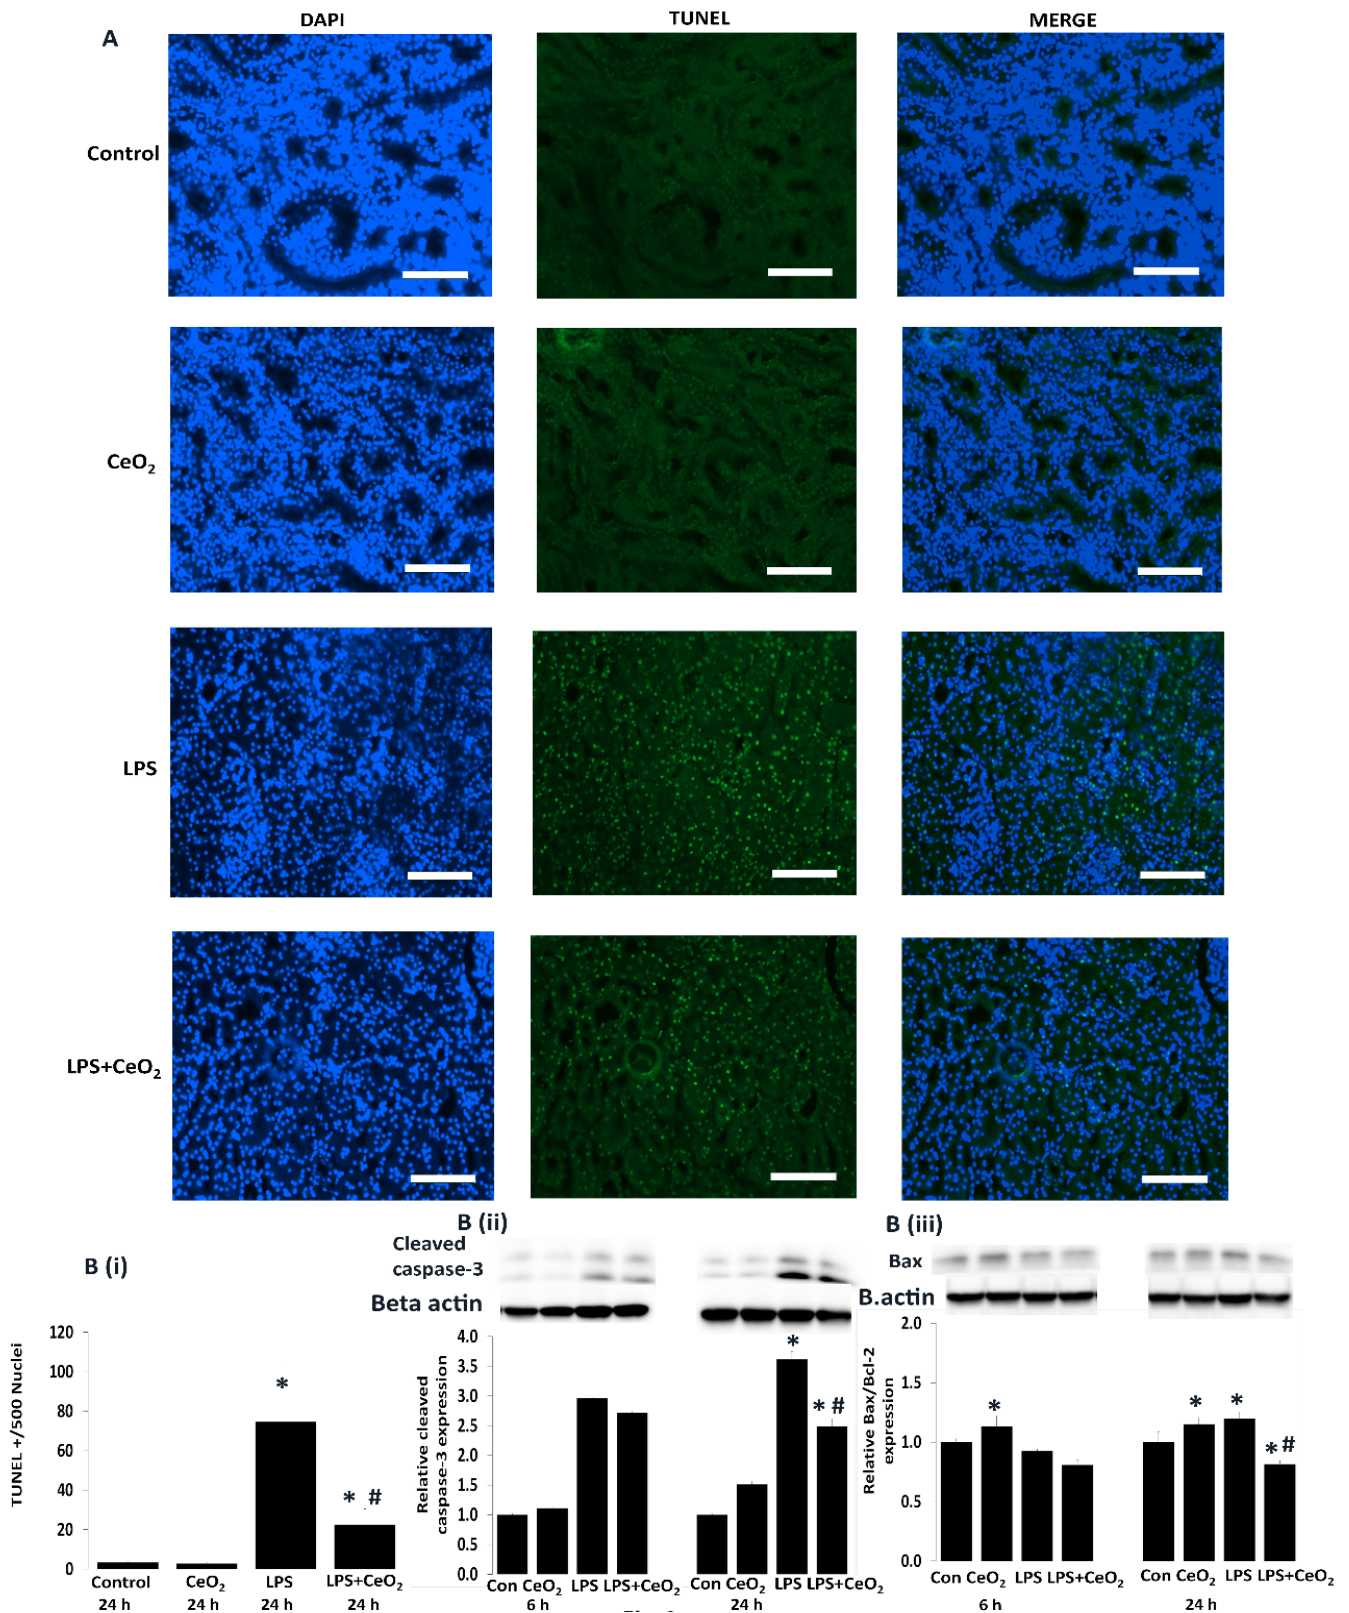 DAPI TUNEL MERGE
A
Control
CeO2
LPS
LPS+CeO2
B (i)
TUNEL +/500 Nuclei
120
100
80
60
40
20
0
*
* #
Control CeO2 LPS LPS+CeO2
24 h 24 h 24 h 24 h
B (ii)
Cleaved
caspase-3
Beta actin
Relative cleaved
caspase-3 expression
4.0
3.5
3.0
2.5
2.0
1.5
1.0
0.5
0.0
*
* #
Con CeO2 LPS LPS+CeO2 Con CeO2 LPS LPS+CeO2
6 h 24 h
B (iii)
Bax
B.actin
Relative Bax/Bcl-2
expression
2.0
1.5
1.0
0.5
0.0
* * *
* #
Con CeO2 LPS LPS+CeO2 Con CeO2 LPS LPS+CeO2
6 h 24 h